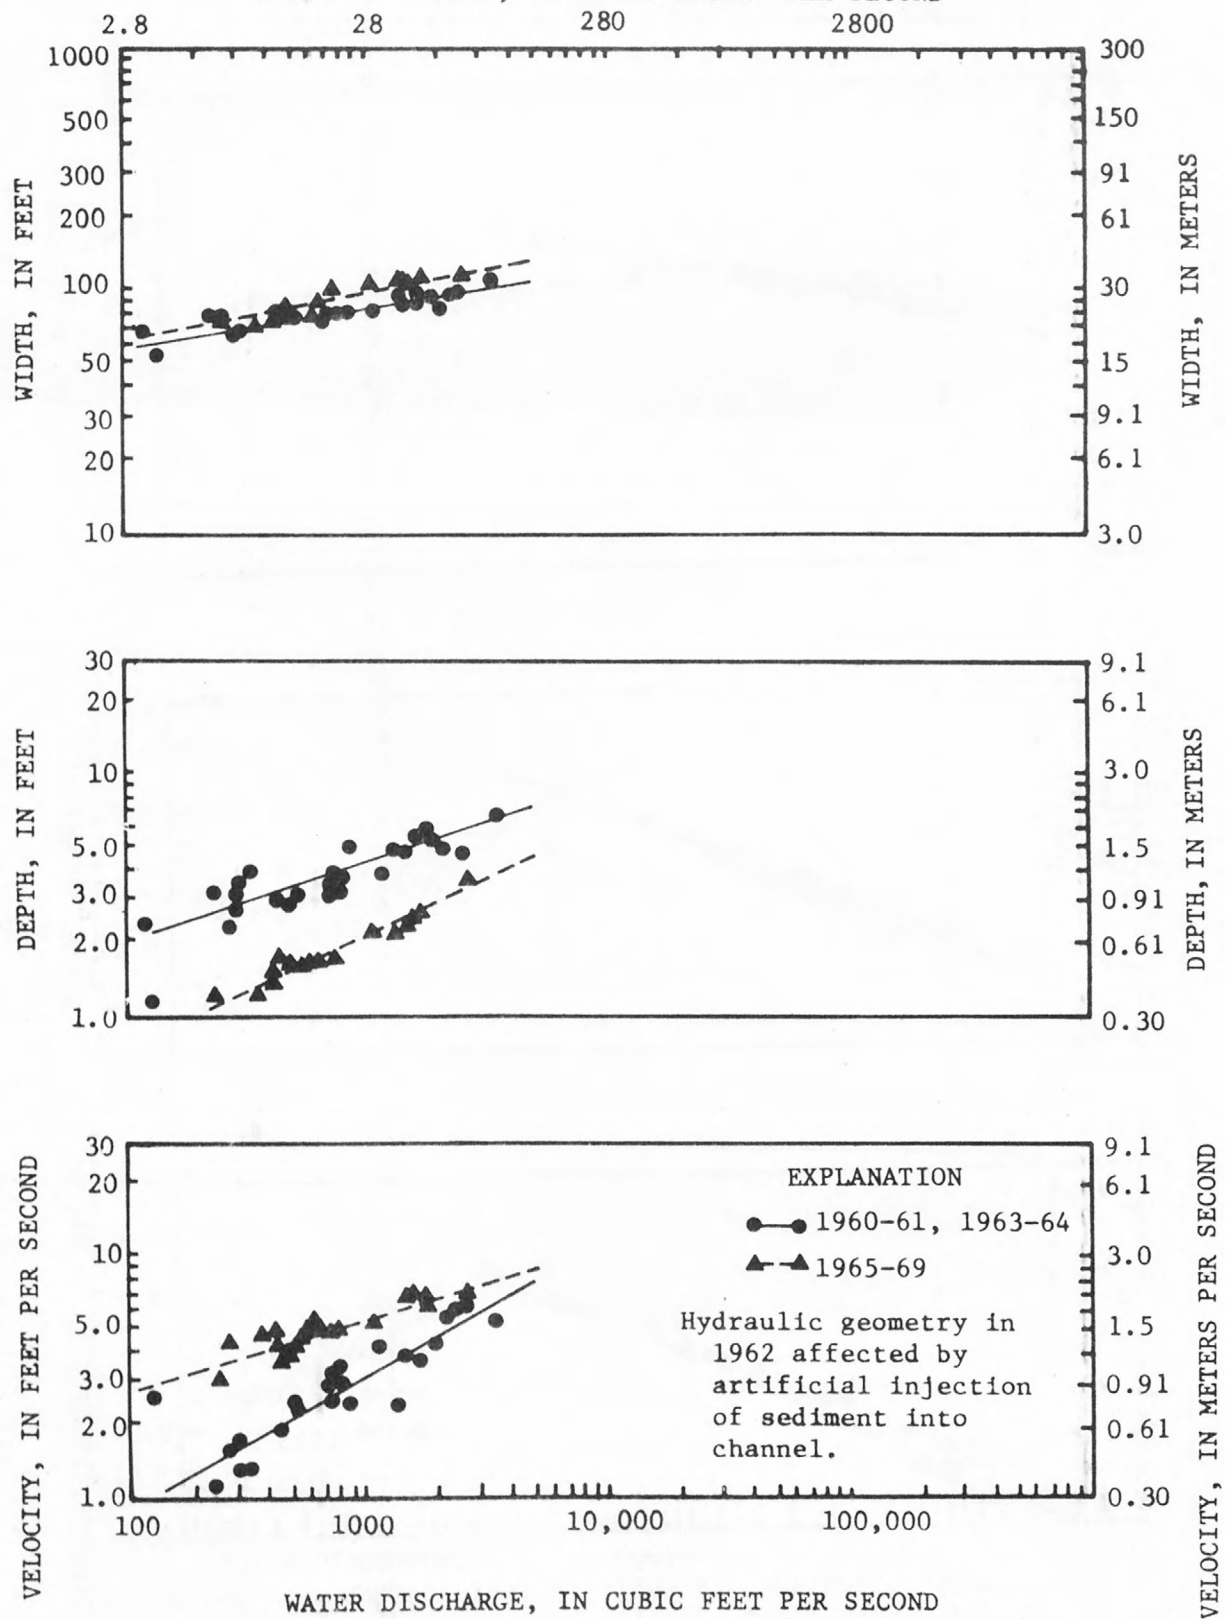 2.8 28 280 2800
1000 300
500 150
300 91
200 61
100 30
50 15
30 9.1
20 6.1
10 3.0
WIDTH, IN FEET
WIDTH, IN METERS
30 9.1
20 6.1
10 3.0
5.0 1.5
3.0 0.91
2.0 0.61
1.0 0.30
DEPTH, IN FEET
DEPTH, IN METERS
30 9.1
20 6.1
10 3.0
5.0 1.5
3.0 0.91
2.0 0.61
1.0 0.30
VELOCITY, IN FEET PER SECOND
VELOCITY, IN METERS PER SECOND
EXPLANATION
1960-61, 1963-64
1965-69
Hydraulic geometry in
1962 affected by
artificial injection
of sediment into
channel.
100 1000 10,000 100,000
WATER DISCHARGE, IN CUBIC FEET PER SECOND